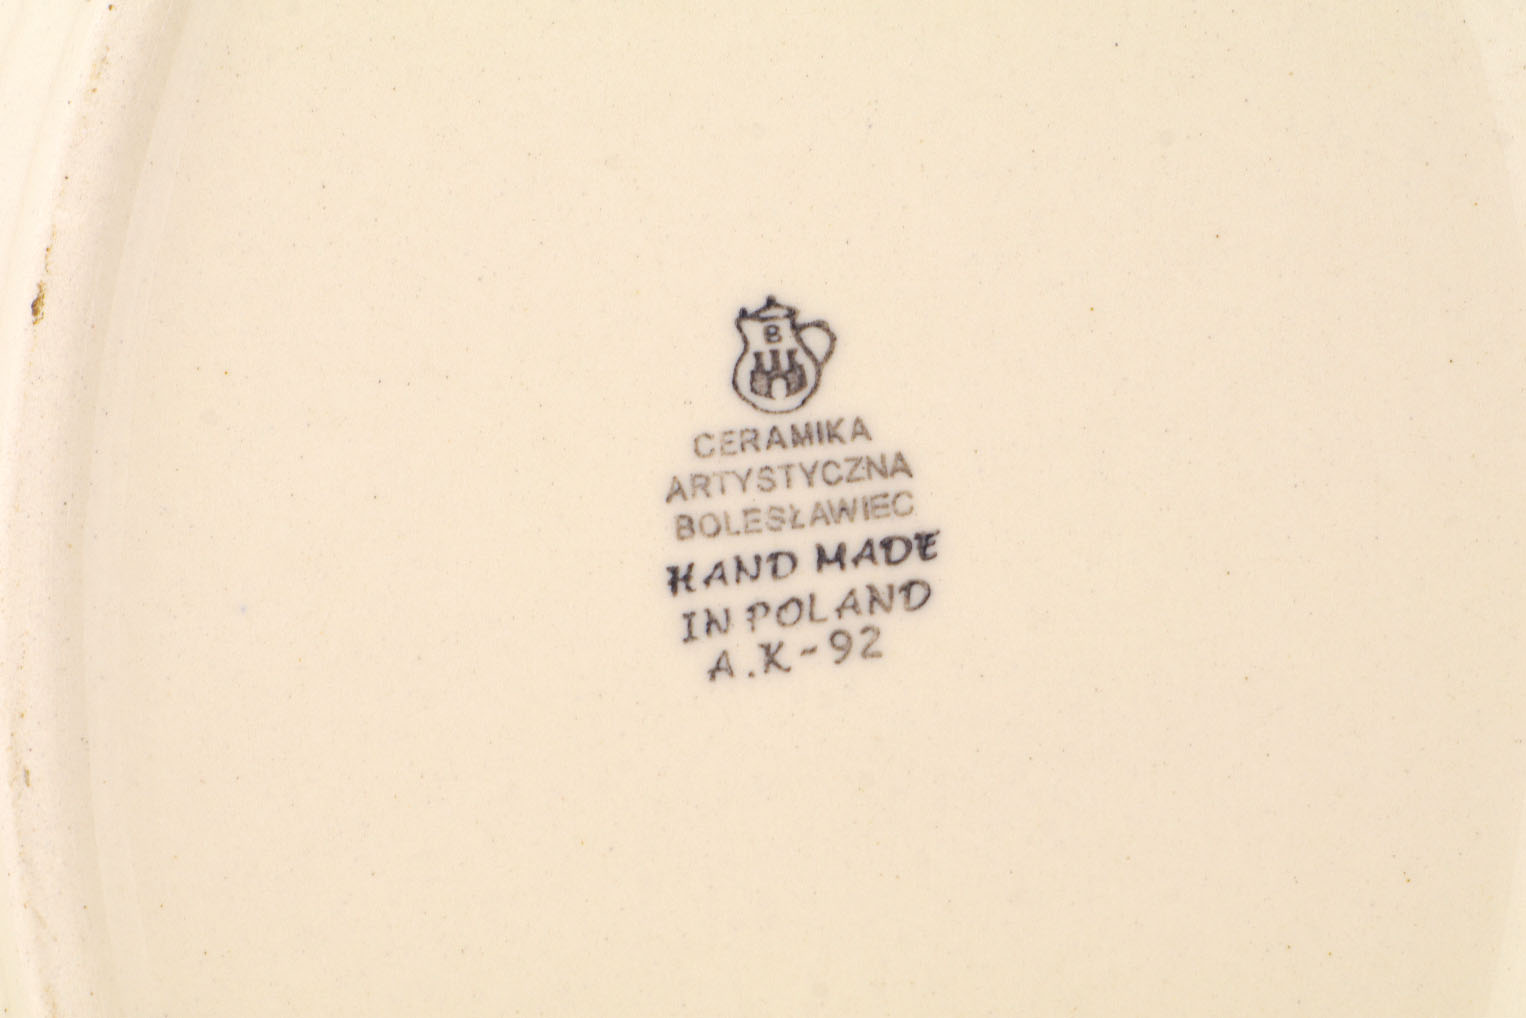 B
CERAMIKA
ARTYSTYCZNA
BOLESŁAWIEC
HAND MADE
IN POLAND
A.K-92